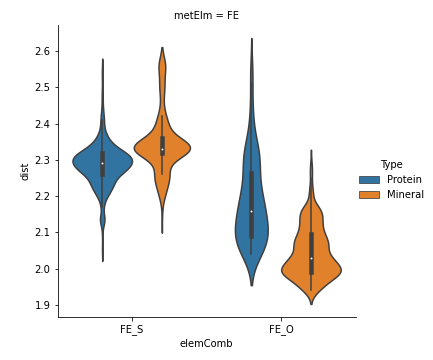 metElm = FE
2.6
2.5
2.4
2.3
2.2
2.1
2.0
1.9
dist
FE_S
FE_O
elemComb
Type
Protein
Mineral